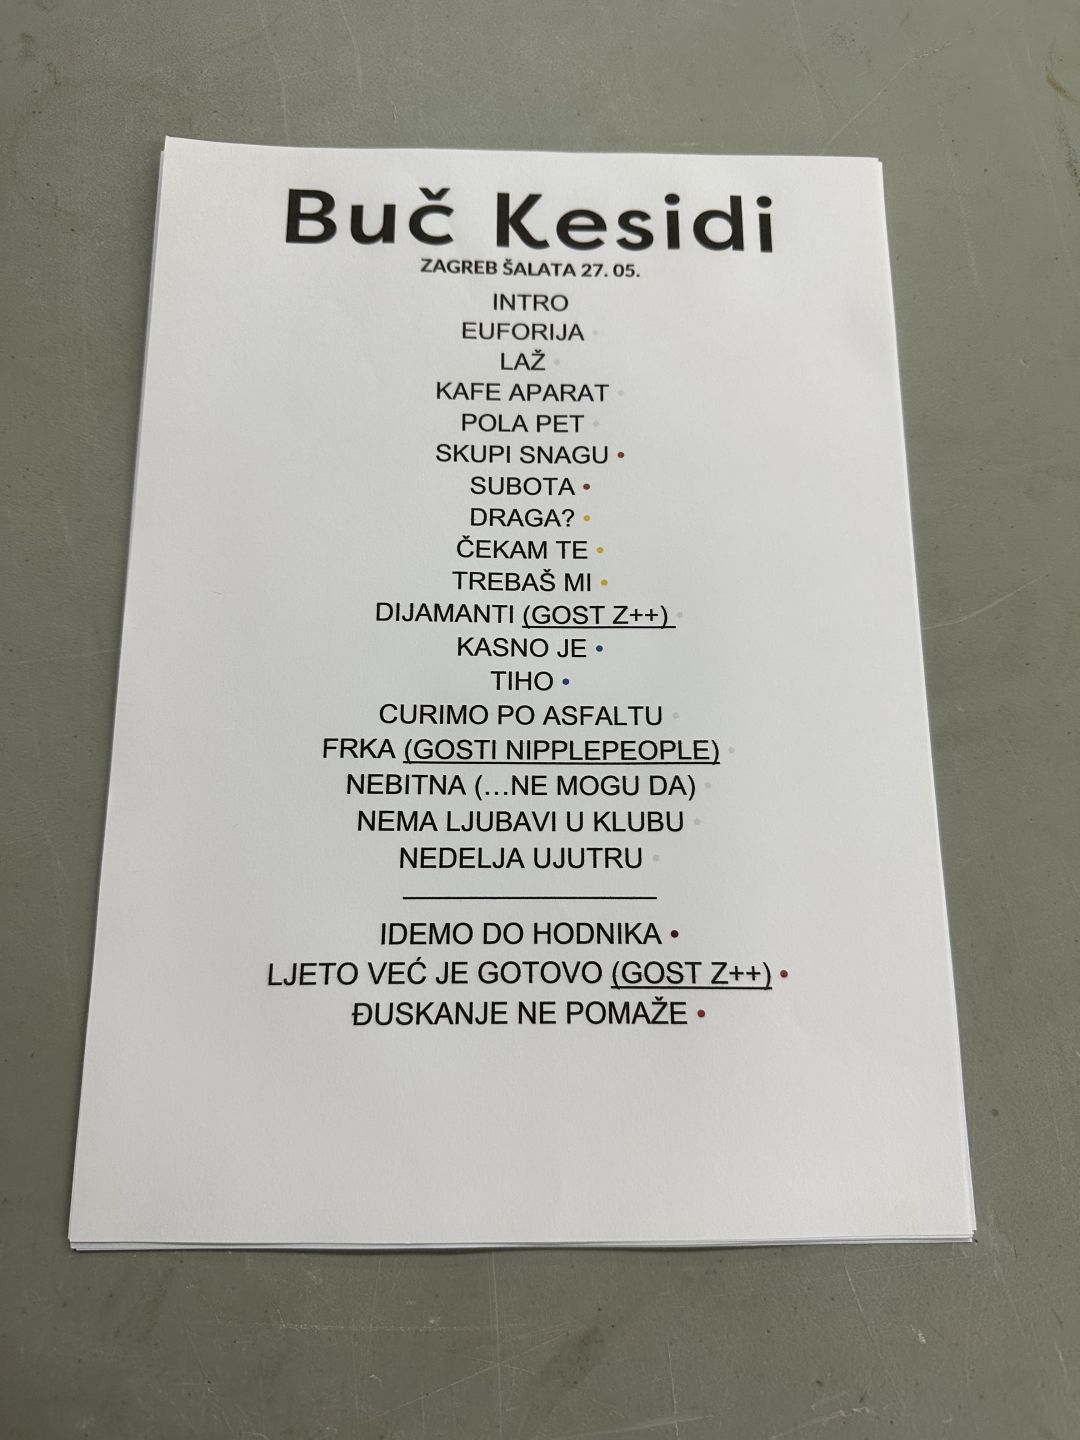 Buč Kesidi
ZAGREB ŠALATA 27. 05.
INTRO
EUFORIJA
LAŽ
KAFE APARAT
POLA PET
SKUPI SNAGU •
SUBOTA •
DRAGA? •
ČEKAM TE •
TREBAŠ MI •
DIJAMANTI (GOST Z++)
KASNO JE •
TIHO •
CURIMO PO ASFALTU
FRKA (GOSTI NIPPLEPEOPLE)
NEBITNA (...NE MOGU DA)
NEMA LJUBAVI U KLUBU
NEDELJA UJUTRU
IDEMO DO HODNIKA •
LJETO VEĆ JE GOTOVO (GOST Z++) •
ĐUSKANJE NE POMAŽE •